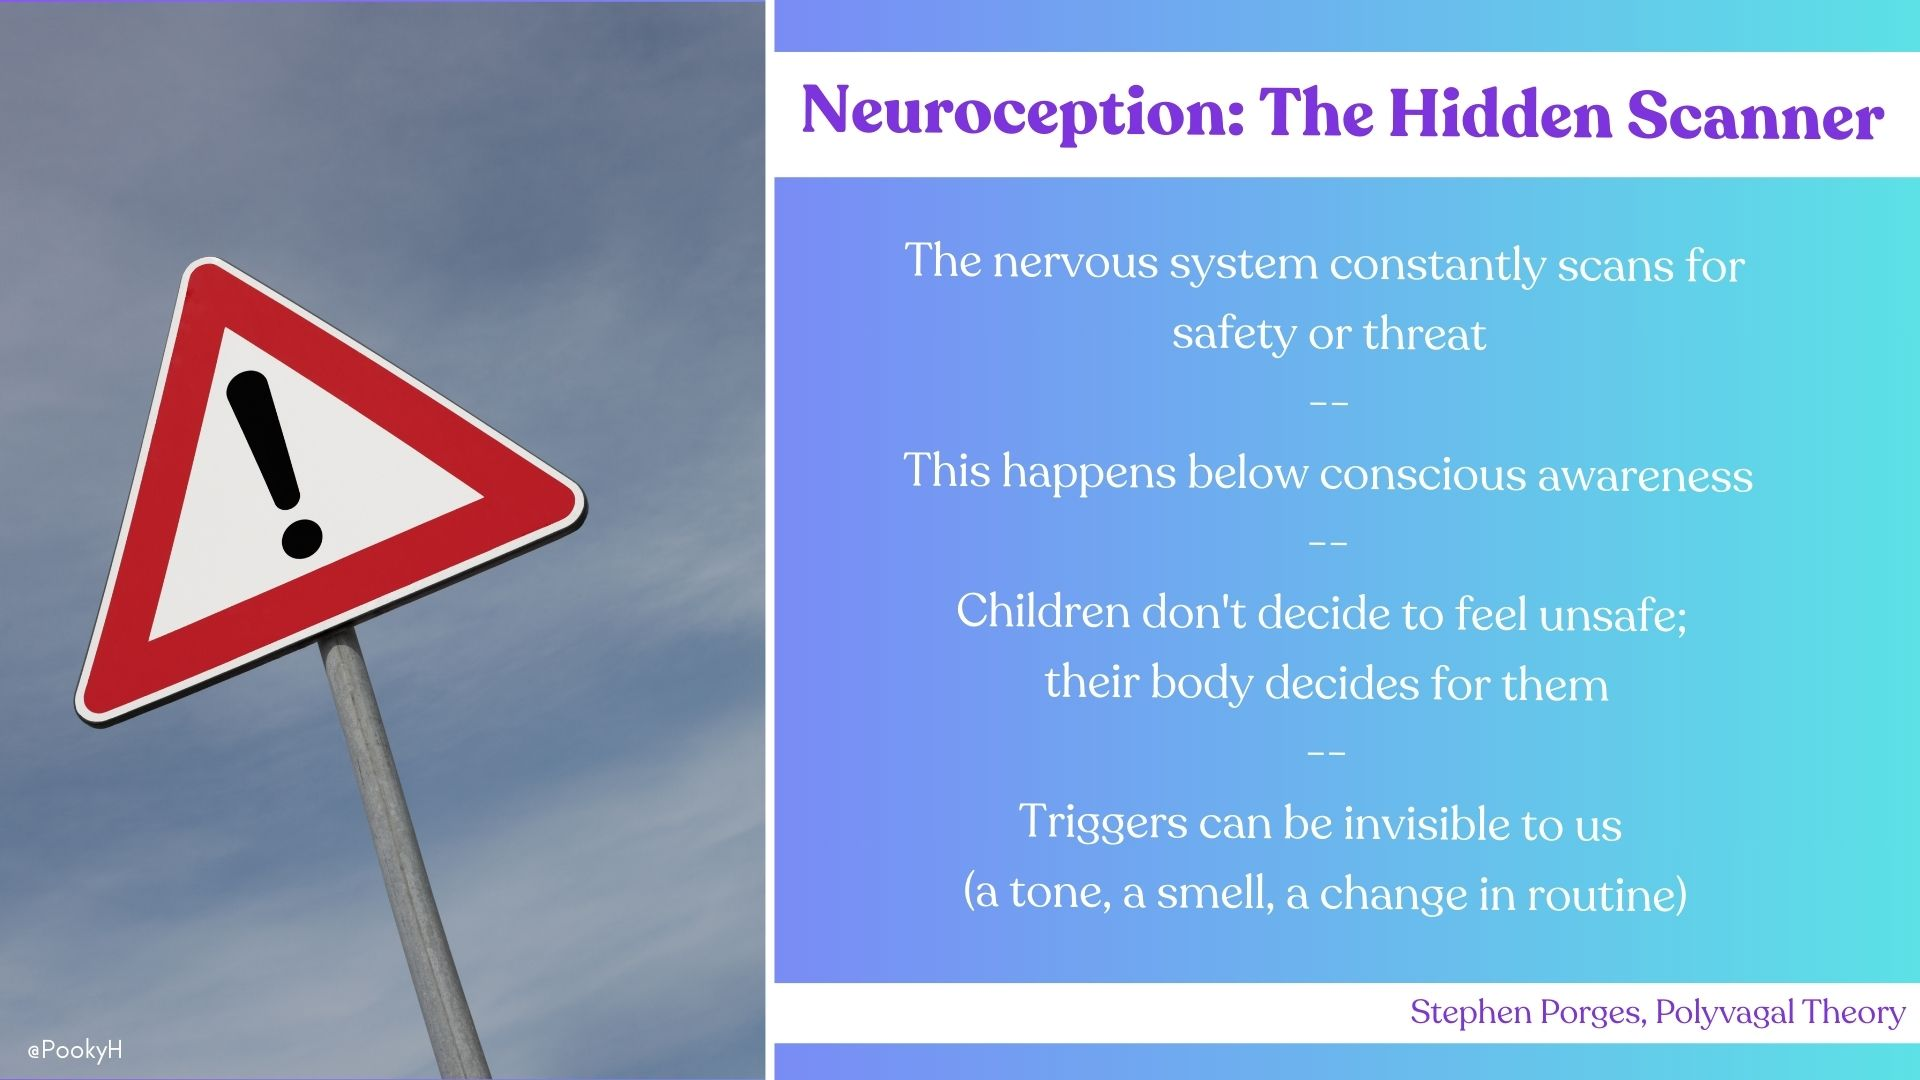 Neuroception: The Hidden Scanner
The nervous system constantly scans for
safety or threat
--
This happens below conscious awareness
--
Children don't decide to feel unsafe;
their body decides for them
--
Triggers can be invisible to us
(a tone, a smell, a change in routine)
Stephen Porges, Polyvagal Theory
@PookyH
!